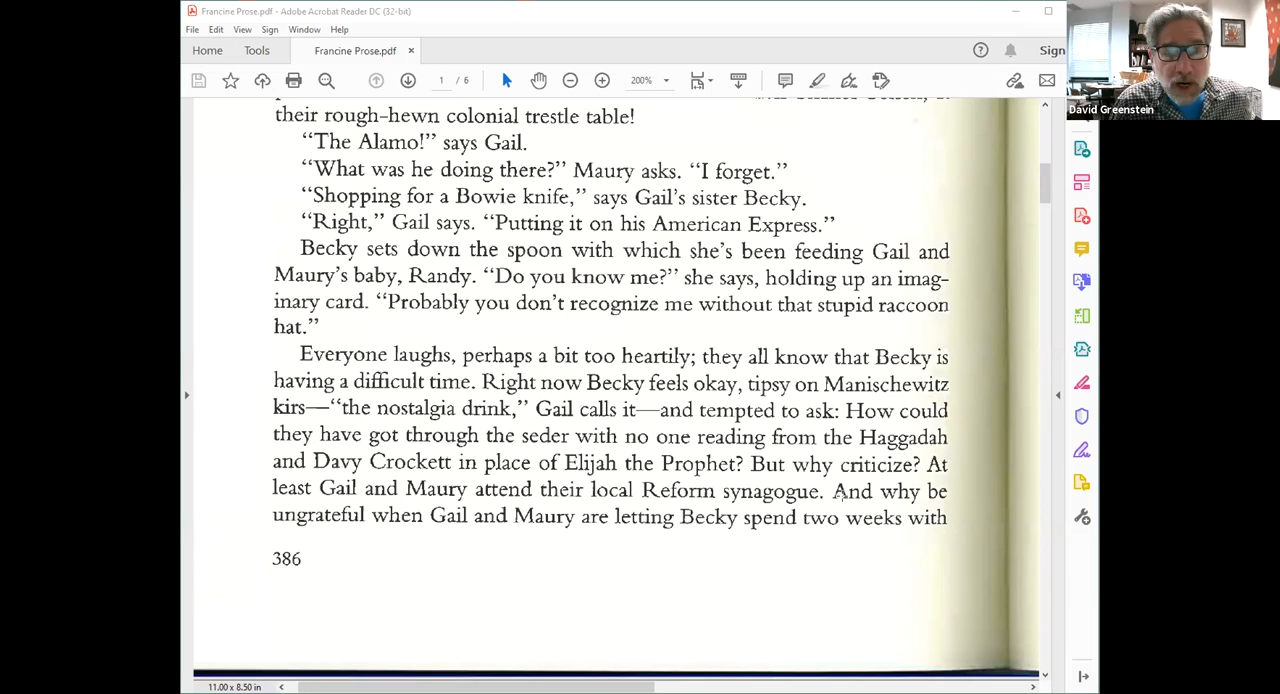 Francine Prose.pdf - Adobe Acrobat Reader DC (32-bit)
File Edit View Sign Window Help
Home Tools Francine Prose.pdf × Sign
1 / 6 200%
David Greenstein
their rough-hewn colonial trestle table!
“The Alamo!” says Gail.
“What was he doing there?” Maury asks. “I forget.”
“Shopping for a Bowie knife,” says Gail’s sister Becky.
“Right,” Gail says. “Putting it on his American Express.”
Becky sets down the spoon with which she’s been feeding Gail and
Maury’s baby, Randy. “Do you know me?” she says, holding up an imag-
inary card. “Probably you don’t recognize me without that stupid raccoon
hat.”
Everyone laughs, perhaps a bit too heartily; they all know that Becky is
having a difficult time. Right now Becky feels okay, tipsy on Manischewitz
kirs—“the nostalgia drink,” Gail calls it—and tempted to ask: How could
they have got through the seder with no one reading from the Haggadah
and Davy Crockett in place of Elijah the Prophet? But why criticize? At
least Gail and Maury attend their local Reform synagogue. And why be
ungrateful when Gail and Maury are letting Becky spend two weeks with
386
11.00 x 8.50 in